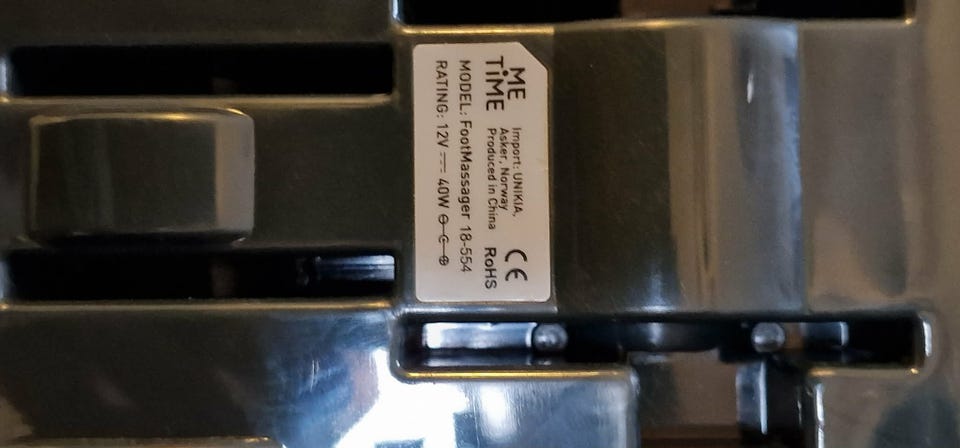 ME
TiME
Import: UNIKIA,
Asker, Norway
Produced in China
CE
RoHS
MODEL: FootMassager 18-554
RATING: 12V ⎓ 40W